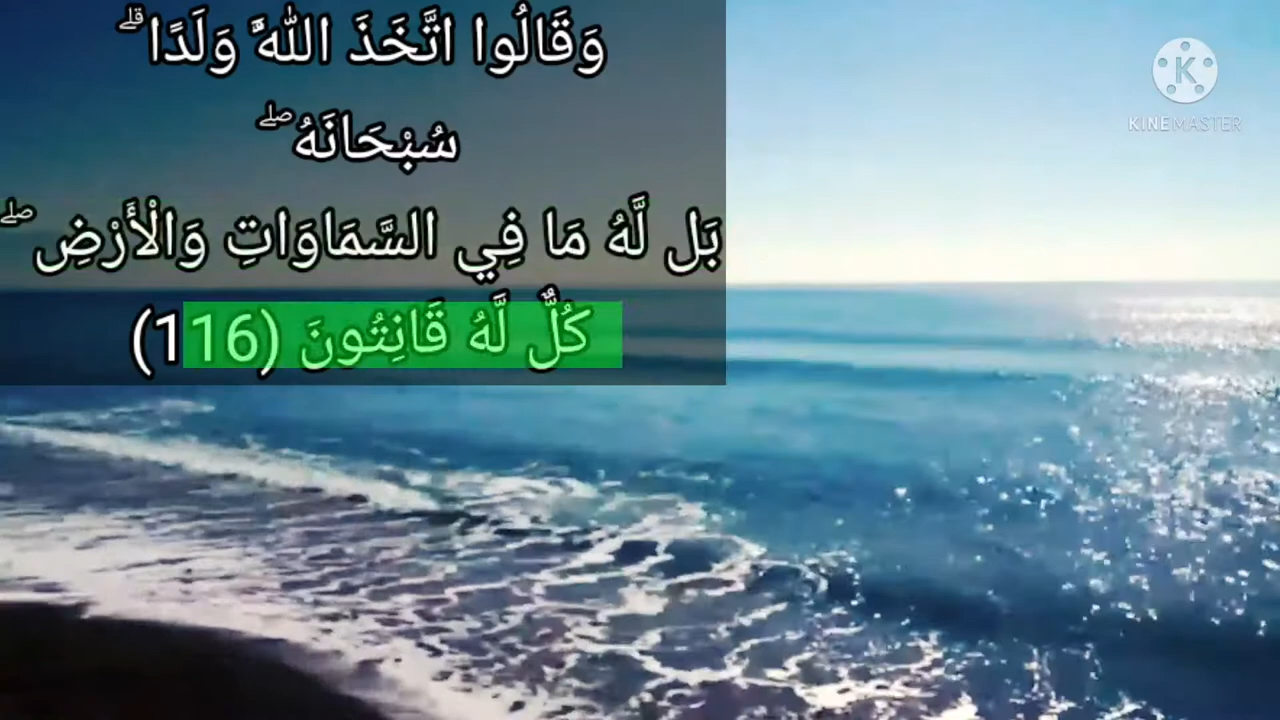 وَقَالُوا اتَّخَذَ اللَّهُ وَلَدًا ۗ
سُبْحَانَهُ ۖ
بَل لَّهُ مَا فِي السَّمَاوَاتِ وَالْأَرْضِ ۖ
كُلٌّ لَّهُ قَانِتُونَ (116)
KINEMASTER